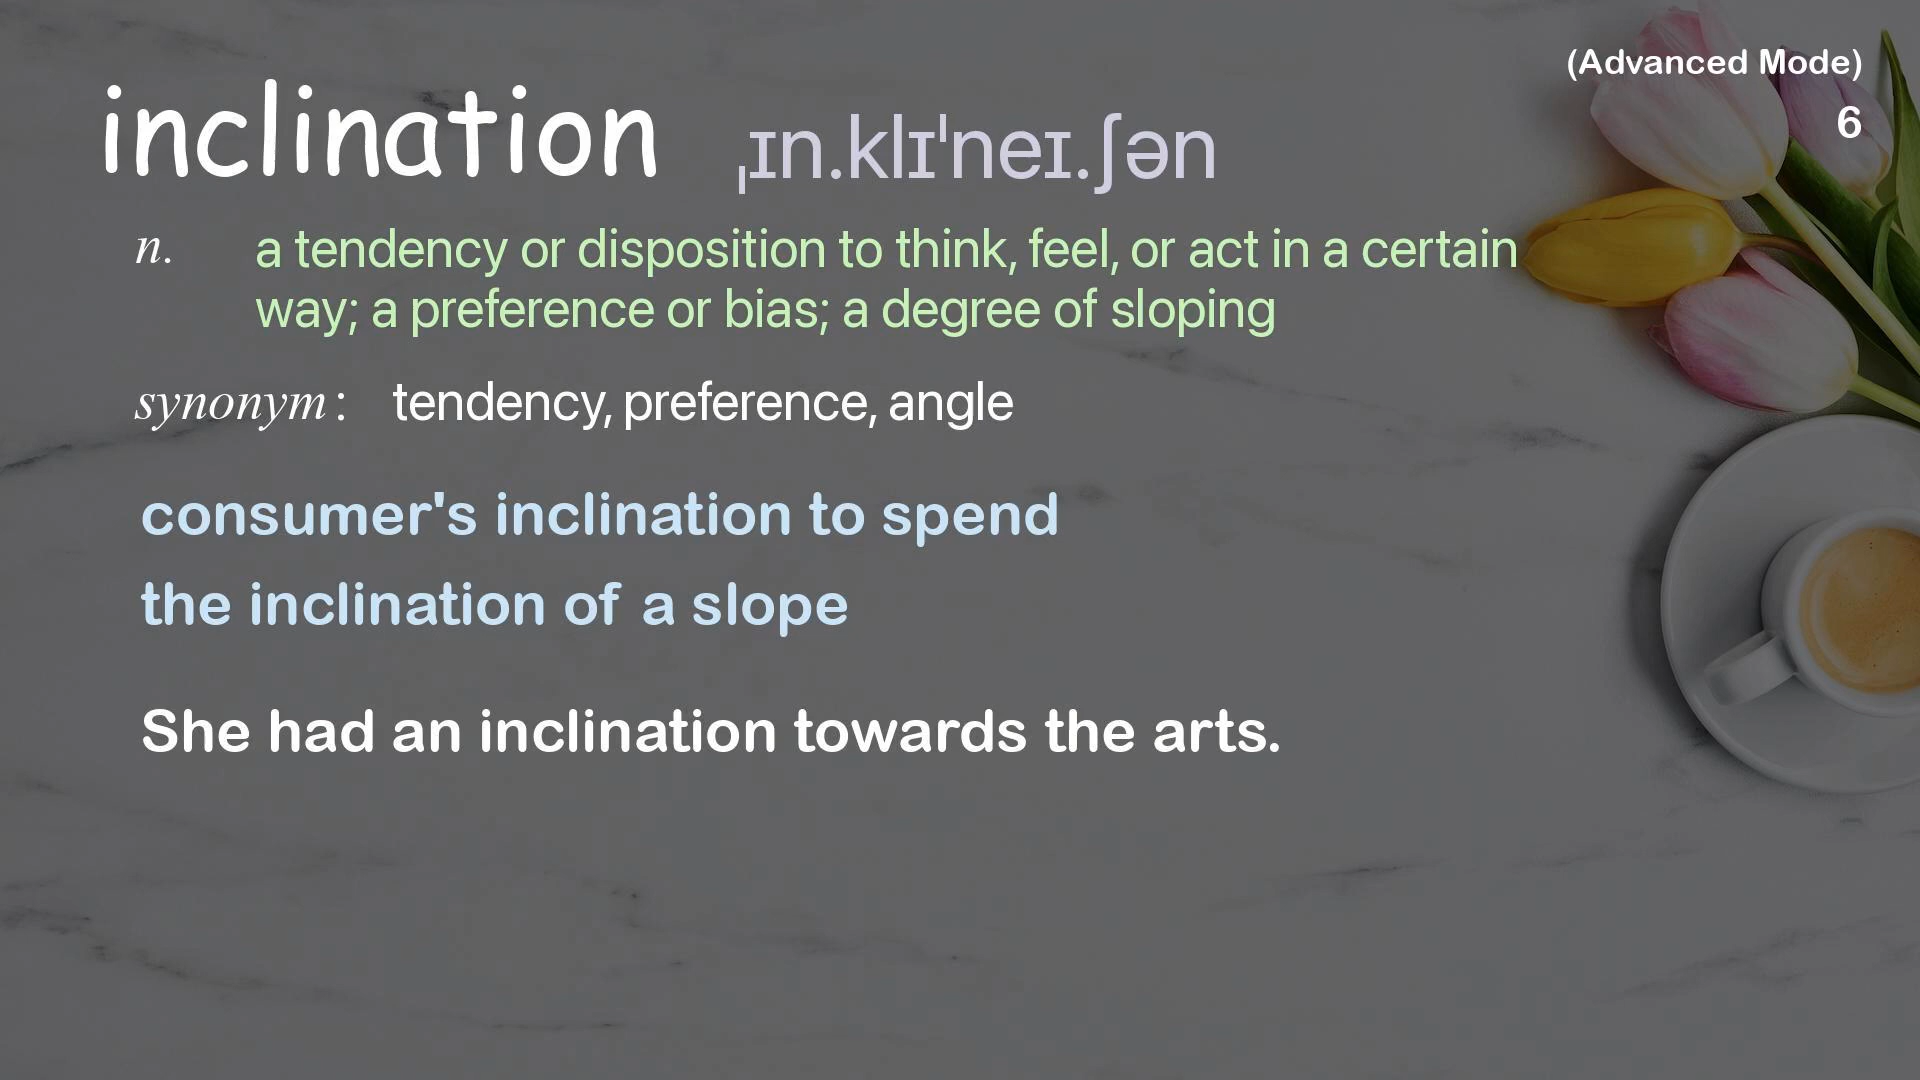 (Advanced Mode)
6
inclination ˌɪn.klɪˈneɪ.ʃən
n. a tendency or disposition to think, feel, or act in a certain
way; a preference or bias; a degree of sloping
synonym: tendency, preference, angle
consumer's inclination to spend
the inclination of a slope
She had an inclination towards the arts.